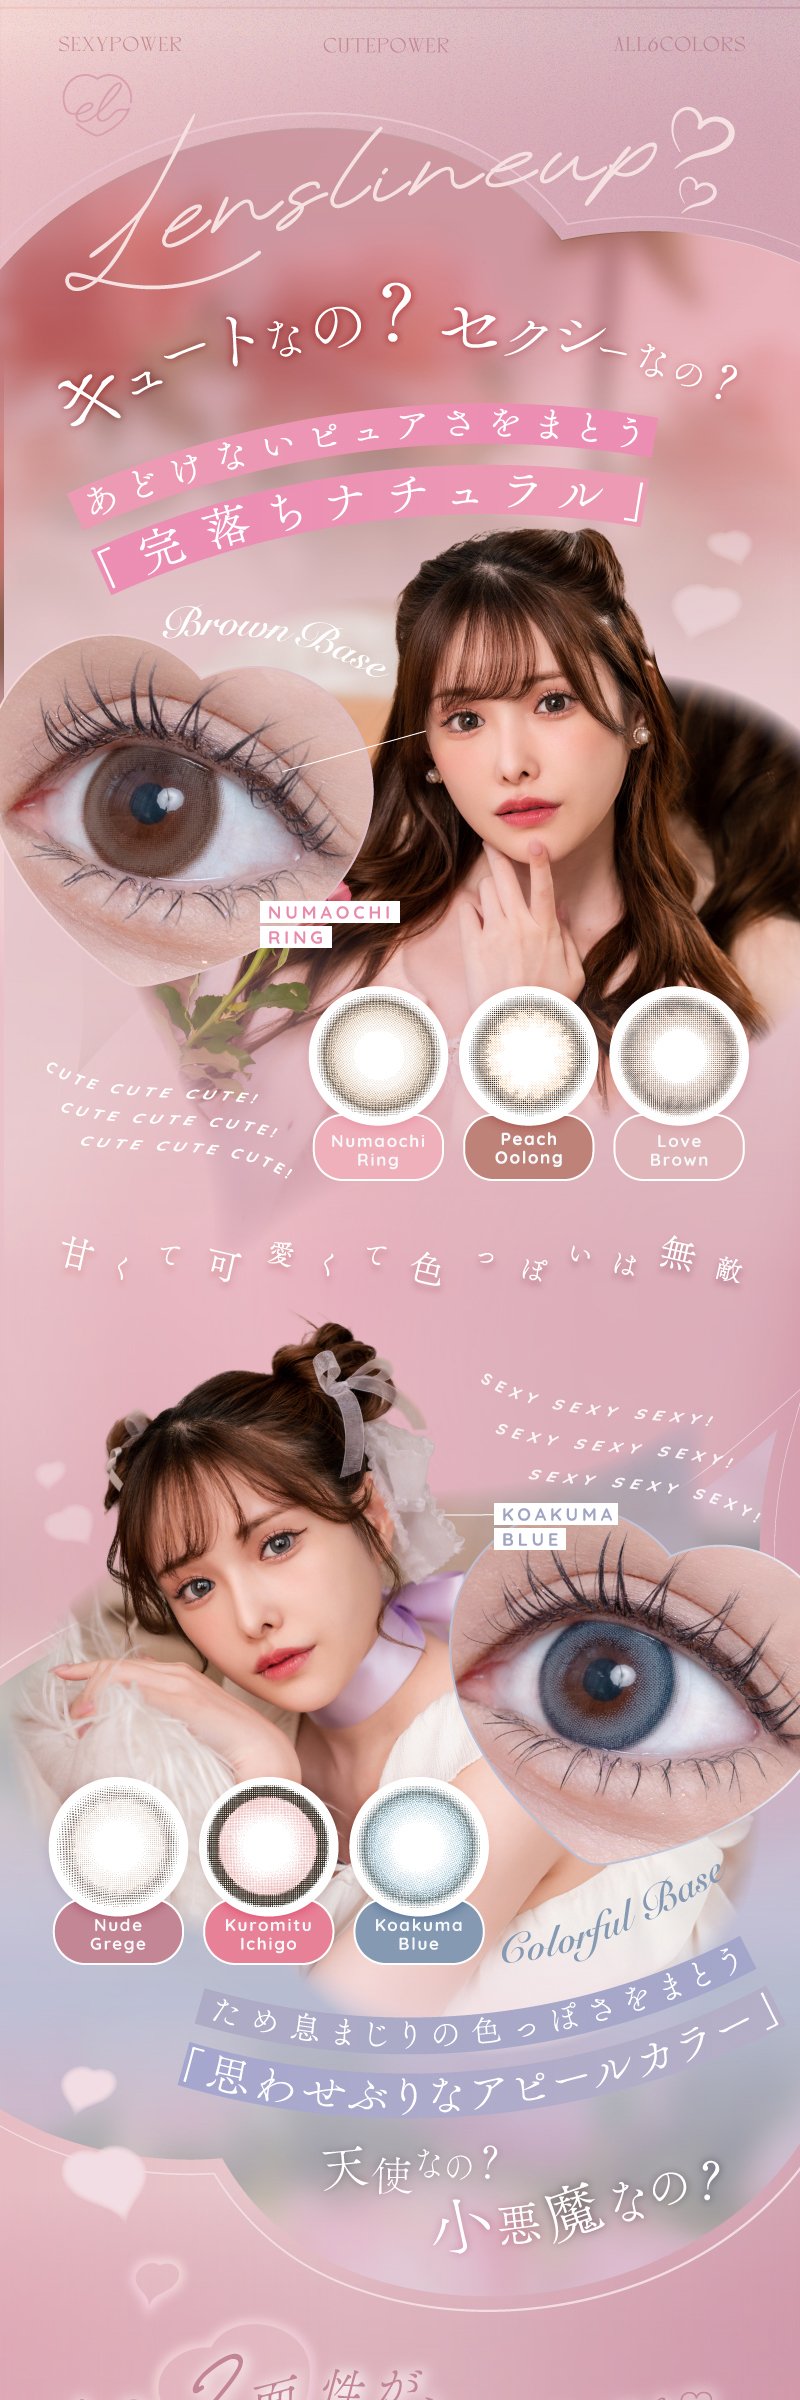 SEXYPOWER
CUTEPOWER
ALL6COLORS
el
Lenslineup
キュートなの？ セクシーなの？
あどけないピュアさをまとう
「完落ちナチュラル」
Brown Base
NUMAOCHI
RING
CUTE CUTE CUTE!
CUTE CUTE CUTE!
CUTE CUTE CUTE!
Numaochi
Ring
Peach
Oolong
Love
Brown
甘くて可愛くて色っぽいは無敵
SEXY SEXY SEXY!
SEXY SEXY SEXY!
SEXY SEXY SEXY!
KOAKUMA
BLUE
Nude
Grege
Kuromitu
Ichigo
Koakuma
Blue
Colorful Base
ため息まじりの色っぽさをまとう
「思わせぶりなアピールカラー」
天使なの？
小悪魔なの？
2面性が、